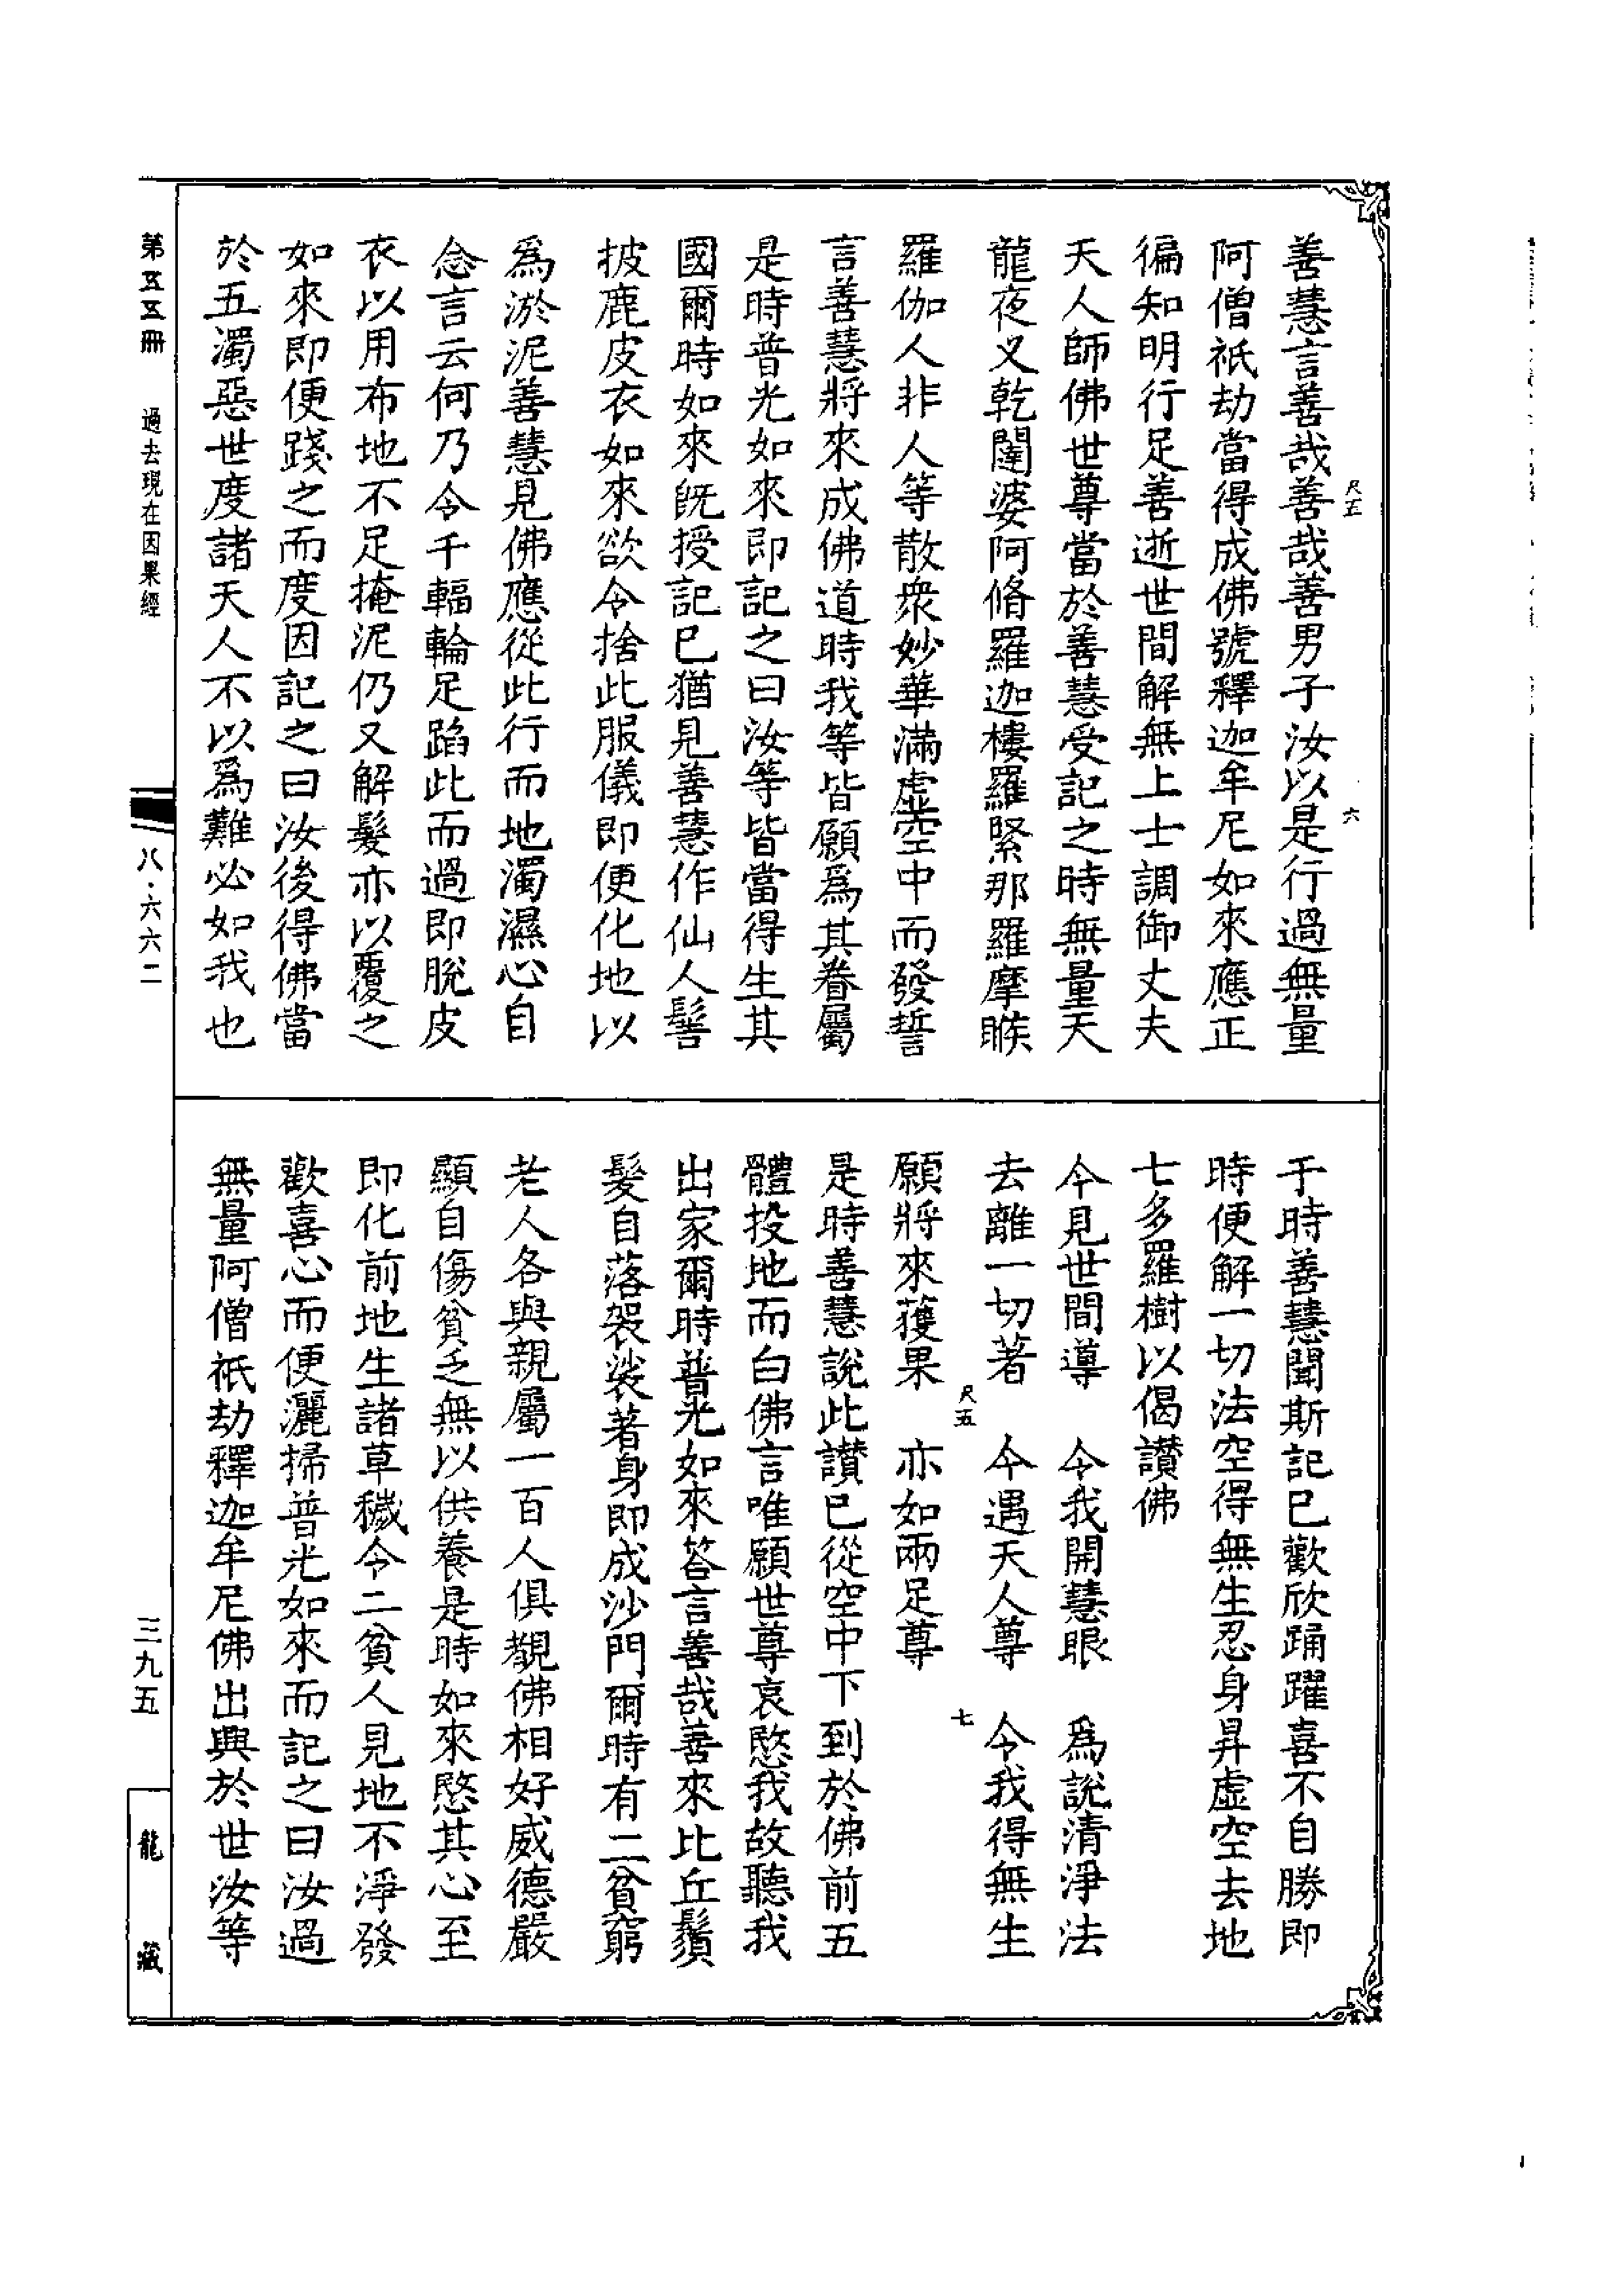 善慧言善哉善哉善男子汝以是行過無量
阿僧祇劫當得成佛號釋迦牟尼如來應正
徧知明行足善逝世間解無上士調御丈夫
天人師佛世尊當於善慧受記之時無量天
龍夜叉乾闥婆阿脩羅迦樓羅緊那羅摩睺
羅伽人非人等散衆妙華滿虛空中而發誓
言善慧將來成佛道時我等皆願爲其眷屬
是時普光如來即記之曰汝等皆當得生其
國爾時如來旣授記已猶見善慧作仙人髻
披鹿皮衣如來欲令捨此服儀即便化地以
爲淤泥善慧見佛應從此行而地濁濕心自
念言云何乃令千輻輪足蹈此而過即脫皮
衣以用布地不足掩泥仍又解髮亦以覆之
如來即便踐之而度因記之曰汝後得佛當
於五濁惡世度諸天人不以爲難必如我也
尺五
六
于時善慧聞斯記已歡欣踊躍喜不自勝即
時便解一切法空得無生忍身昇虛空去地
七多羅樹以偈讃佛
今見世間導　令我開慧眼　爲說清淨法
去離一切著　今遇天人尊　令我得無生
願將來獲果　亦如兩足尊
尺五
七
是時善慧說此讃已從空中下到於佛前五
體投地而白佛言唯願世尊哀愍我故聽我
出家爾時普光如來答言善哉善來比丘鬚
髮自落袈裟著身即成沙門爾時有二貧窮
老人各與親屬一百人俱覩佛相好威德嚴
顯自傷貧乏無以供養是時如來愍其心至
即化前地生諸草穢令二貧人見地不淨發
歡喜心而便灑掃普光如來而記之曰汝過
無量阿僧祇劫釋迦牟尼佛出興於世汝等
第五五冊　過去現在因果經
八·六六二
三九五
龍藏